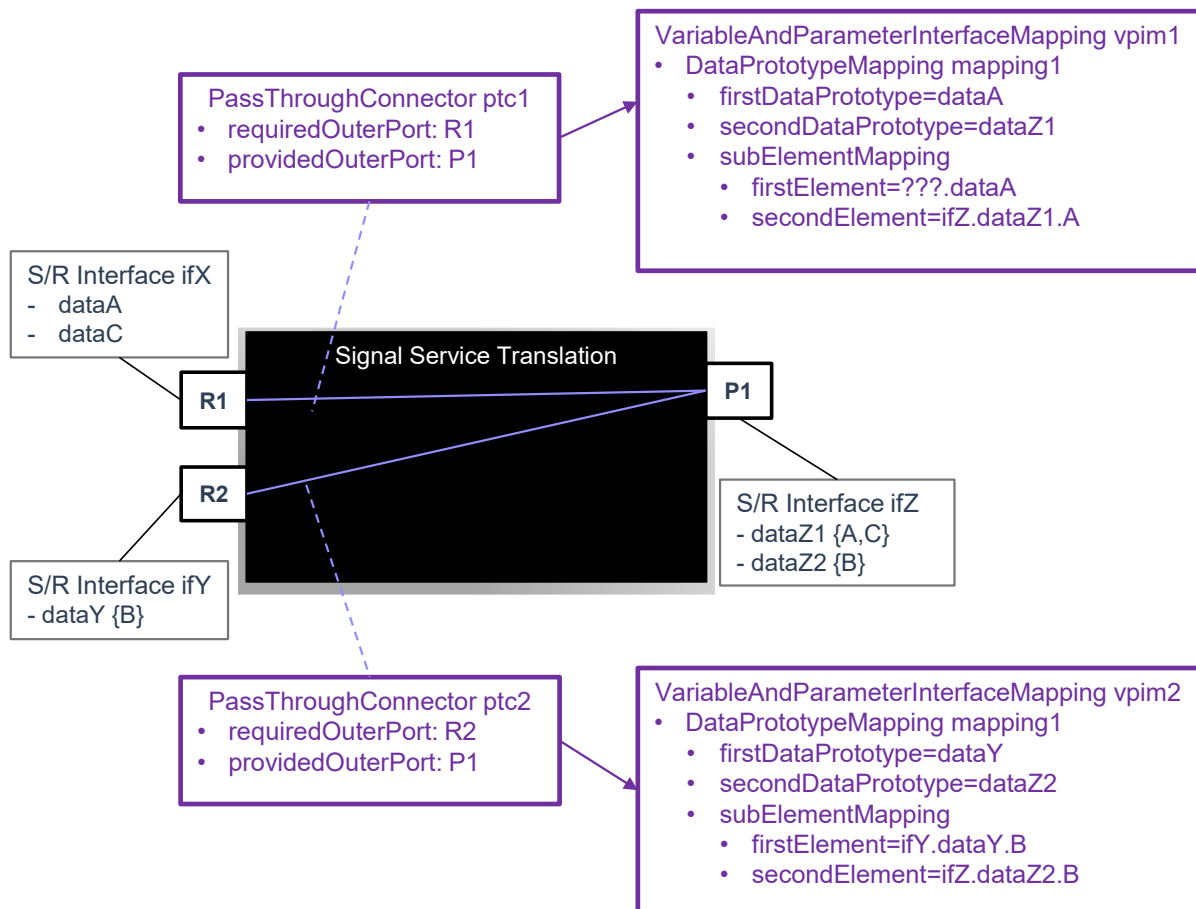 VariableAndParameterInterfaceMapping vpim1
• DataPrototypeMapping mapping1
• firstDataPrototype=dataA
• secondDataPrototype=dataZ1
• subElementMapping
• firstElement=???.dataA
• secondElement=ifZ.dataZ1.A
PassThroughConnector ptc1
• requiredOuterPort: R1
• providedOuterPort: P1
S/R Interface ifX
- dataA
- dataC
Signal Service Translation
R1
P1
R2
S/R Interface ifZ
- dataZ1 {A,C}
- dataZ2 {B}
S/R Interface ifY
- dataY {B}
PassThroughConnector ptc2
• requiredOuterPort: R2
• providedOuterPort: P1
VariableAndParameterInterfaceMapping vpim2
• DataPrototypeMapping mapping1
• firstDataPrototype=dataY
• secondDataPrototype=dataZ2
• subElementMapping
• firstElement=ifY.dataY.B
• secondElement=ifZ.dataZ2.B